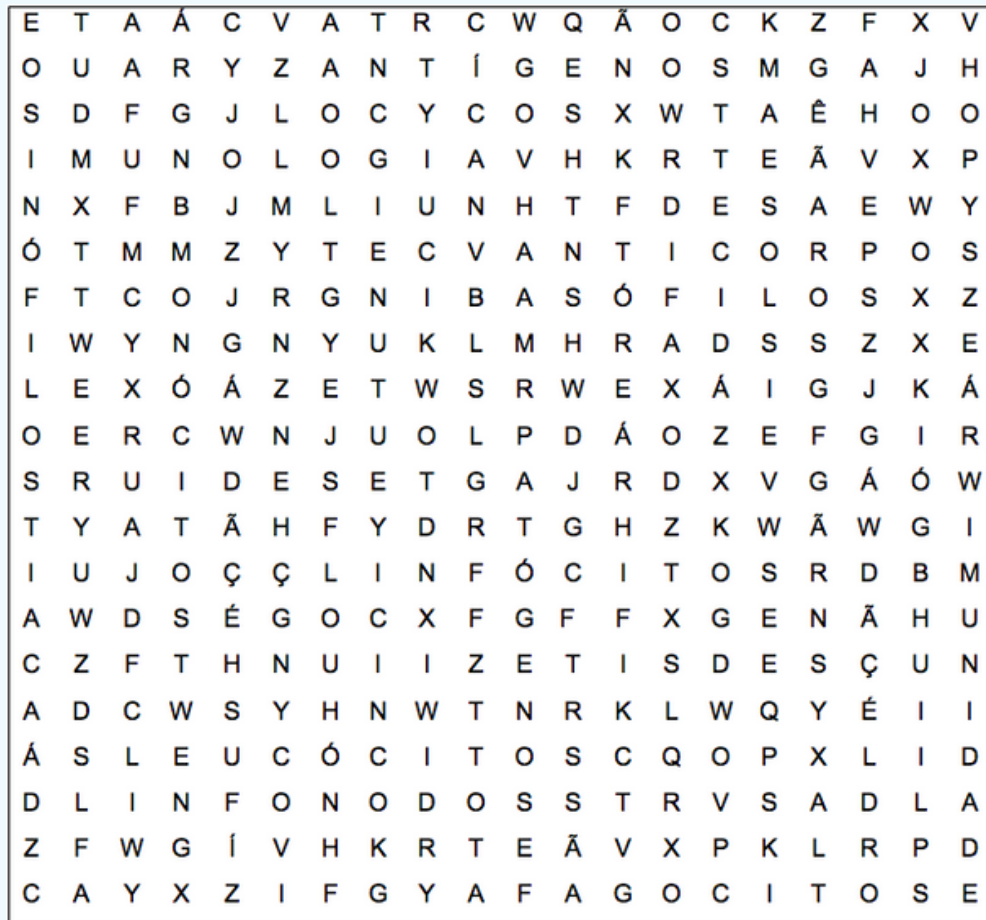 E T A Á C V A T R C W Q Ã O C K Z F X V
O U A R Y Z A N T Í G E N O S M G A J H
S D F G J L O C Y C O S X W T A Ê H O O
I M U N O L O G I A V H K R T E Ã V X P
N X F B J M L I U N H T F D E S A E W Y
Ó T M M Z Y T E C V A N T I C O R P O S
F T C O J R G N I B A S Ó F I L O S X Z
I W Y N G N Y U K L M H R A D S S Z X E
L E X Ó Á Z E T W S R W E X Á I G J K Á
O E R C W N J U O L P D Á O Z E F G I R
S R U I D E S E T G A J R D X V G Á Ó W
T Y A T Ã H F Y D R T G H Z K W Ã W G I
I U J O Ç Ç L I N F Ó C I T O S R D B M
A W D S É G O C X F G F F X G E N Ã H U
C Z F T H N U I I Z E T I S D E S Ç U N
A D C W S Y H N W T N R K L W Q Y É I I
Á S L E U C Ó C I T O S C Q O P X L I D
D L I N F O N O D O S S T R V S A D L A
Z F W G Í V H K R T E Ã V X P K L R P D
C A Y X Z I F G Y A F A G O C I T O S E